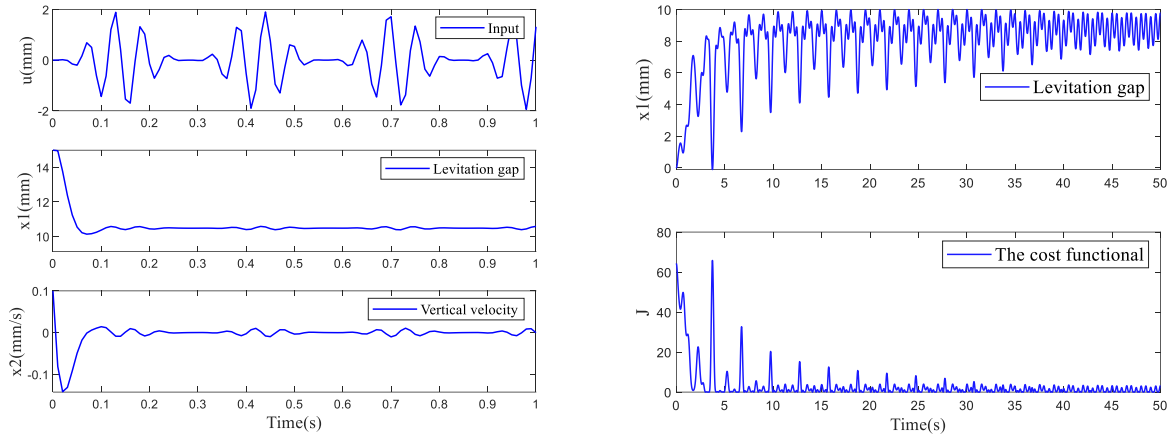 2
0
-2
u(mm)
Input
0 0.1 0.2 0.3 0.4 0.5 0.6 0.7 0.8 0.9 1
14
12
10
x1(mm)
Levitation gap
0 0.1 0.2 0.3 0.4 0.5 0.6 0.7 0.8 0.9 1
0.1
0
-0.1
x2(mm/s)
Vertical velocity
0 0.1 0.2 0.3 0.4 0.5 0.6 0.7 0.8 0.9 1
Time(s)
10
8
6
4
2
0
x1(mm)
Levitation gap
0 5 10 15 20 25 30 35 40 45 50
80
60
40
20
0
J
The cost functional
0 5 10 15 20 25 30 35 40 45 50
Time(s)